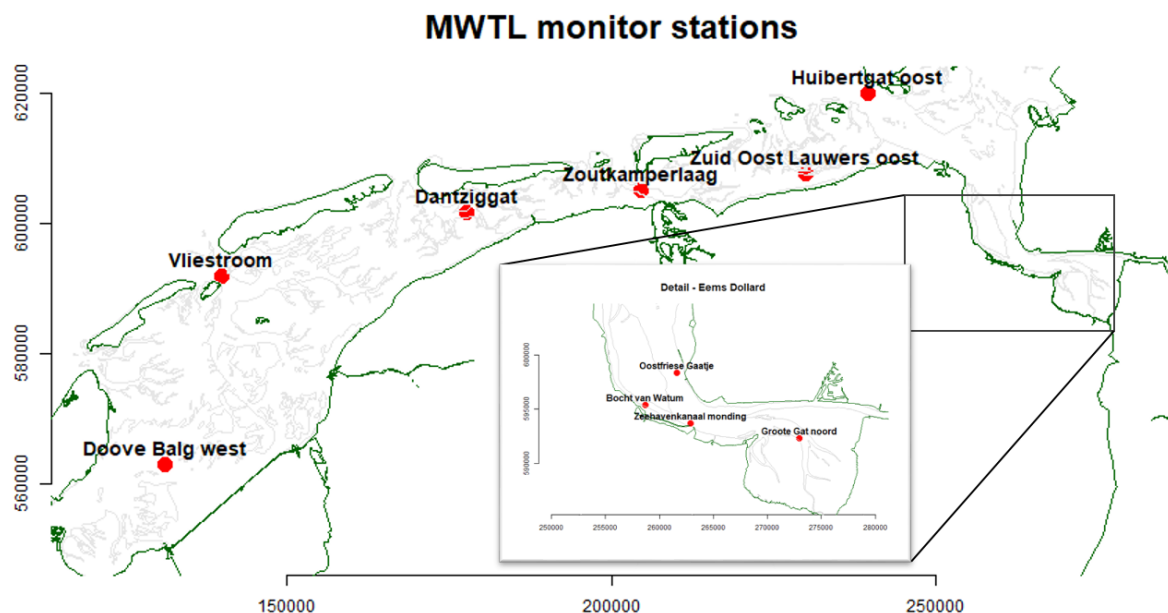 MWTL monitor stations
Huibertgat oost
Zuid Oost Lauwers oost
Zoutkamperlaag
Dantziggat
Vliestroom
Doove Balg west
620000
600000
580000
560000
150000
200000
250000
Detail - Eems Dollard
Oostfriese Gaatje
Bocht van Watum
Zeehavenkanaal monding
Groote Gat noord
600000
595000
590000
250000
255000
260000
265000
270000
275000
280000